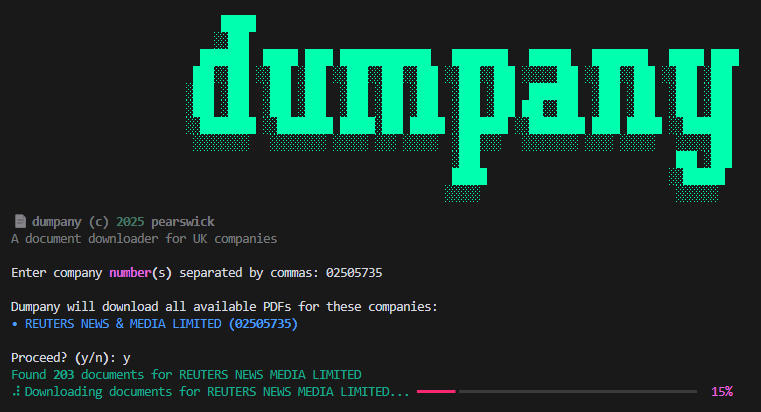 dumpany
dumpany (c) 2025 pearswick
A document downloader for UK companies
Enter company number(s) separated by commas: 02505735
Dumpany will download all available PDFs for these companies:
• REUTERS NEWS & MEDIA LIMITED (02505735)
Proceed? (y/n): y
Found 203 documents for REUTERS NEWS MEDIA LIMITED
Downloading documents for REUTERS NEWS MEDIA LIMITED... 15%